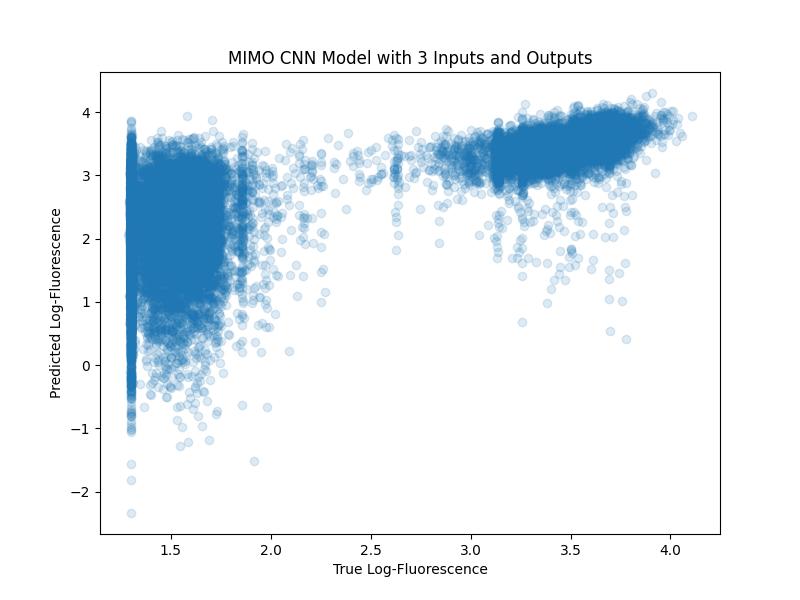 MIMO CNN Model with 3 Inputs and Outputs
4
3
2
1
0
−1
−2
Predicted Log-Fluorescence
1.5 2.0 2.5 3.0 3.5 4.0
True Log-Fluorescence